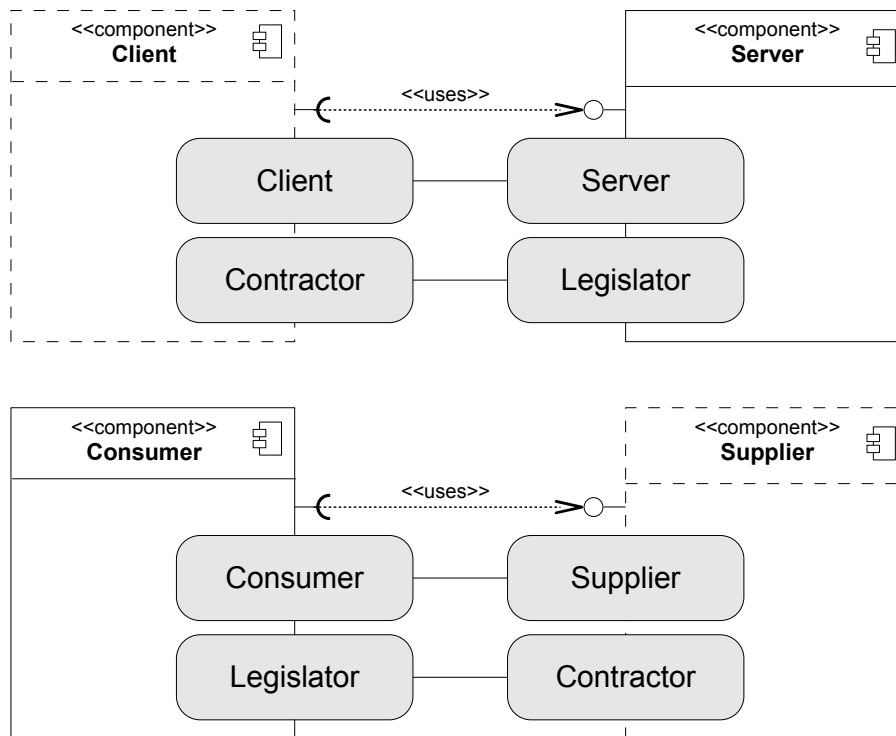 <<component>>
Client
<<component>>
Server
<<uses>>
Client
Server
Contractor
Legislator
<<component>>
Consumer
<<component>>
Supplier
<<uses>>
Consumer
Supplier
Legislator
Contractor